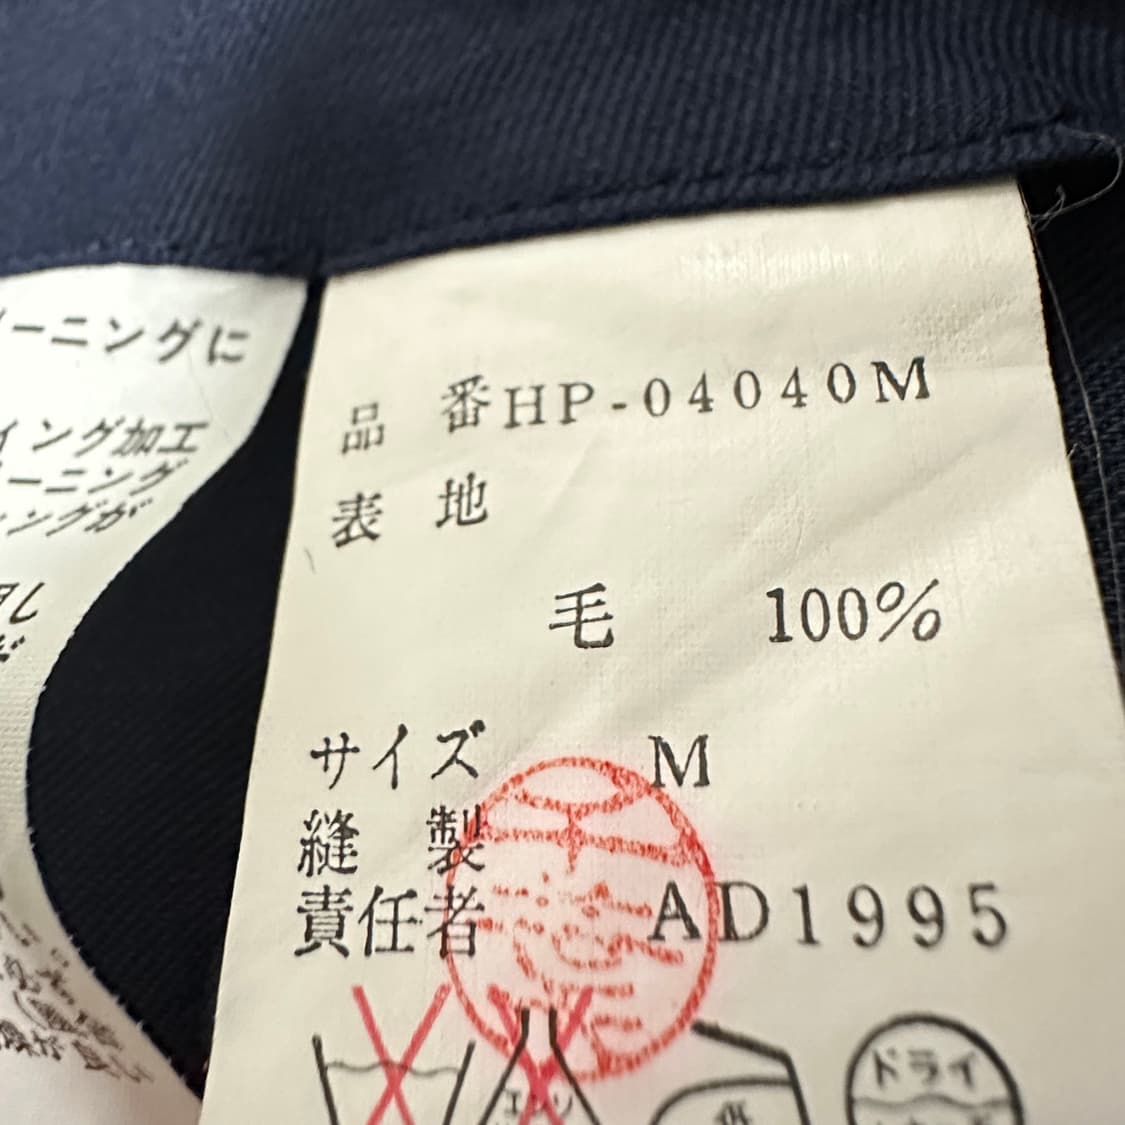 ーニングに
イング加工
ーニング
ングが
品 番 HP-04040M
表 地
毛 100%
サイズ M
縫 製
責任者 AD1995
ドライ